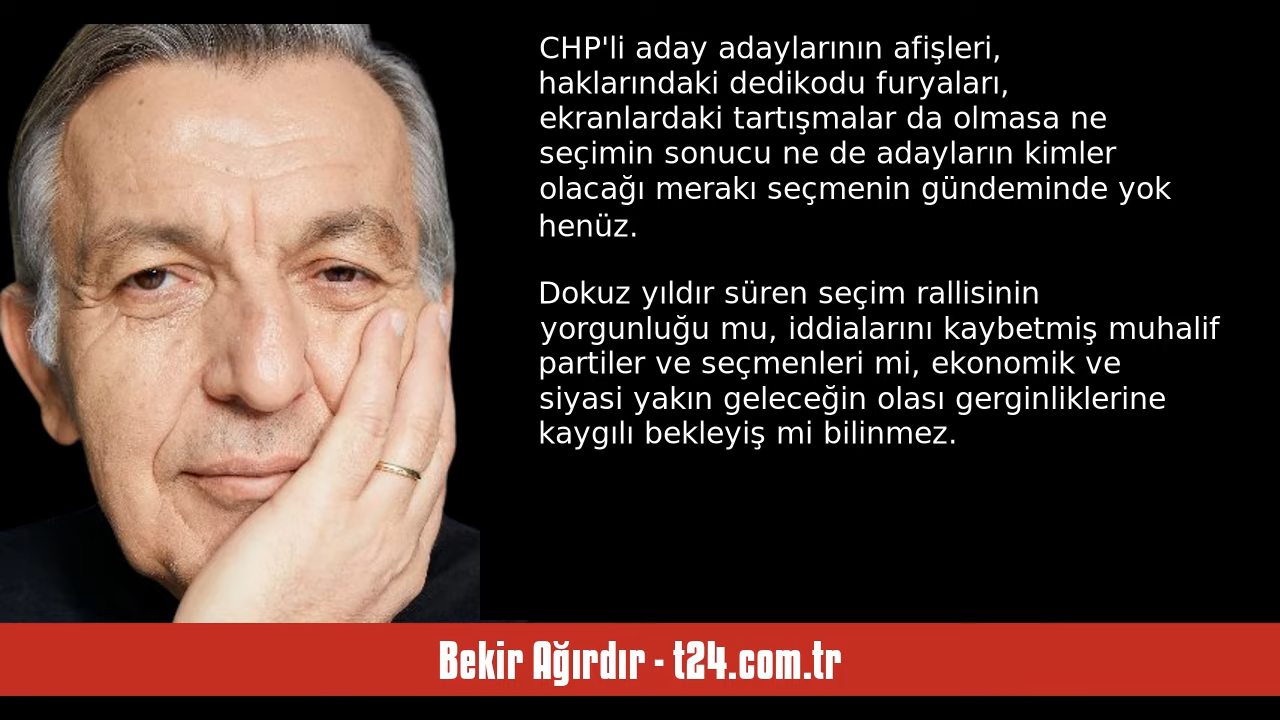 CHP'li aday adaylarının afişleri,
haklarındaki dedikodu furyaları,
ekranlardaki tartışmalar da olmasa ne
seçimin sonucu ne de adayların kimler
olacağı merakı seçmenin gündeminde yok
henüz.
Dokuz yıldır süren seçim rallisinin
yorgunluğu mu, iddialarını kaybetmiş muhalif
partiler ve seçmenleri mi, ekonomik ve
siyasi yakın geleceğin olası gerginliklerine
kaygılı bekleyiş mi bilinmez.
Bekir Ağırdır - t24.com.tr